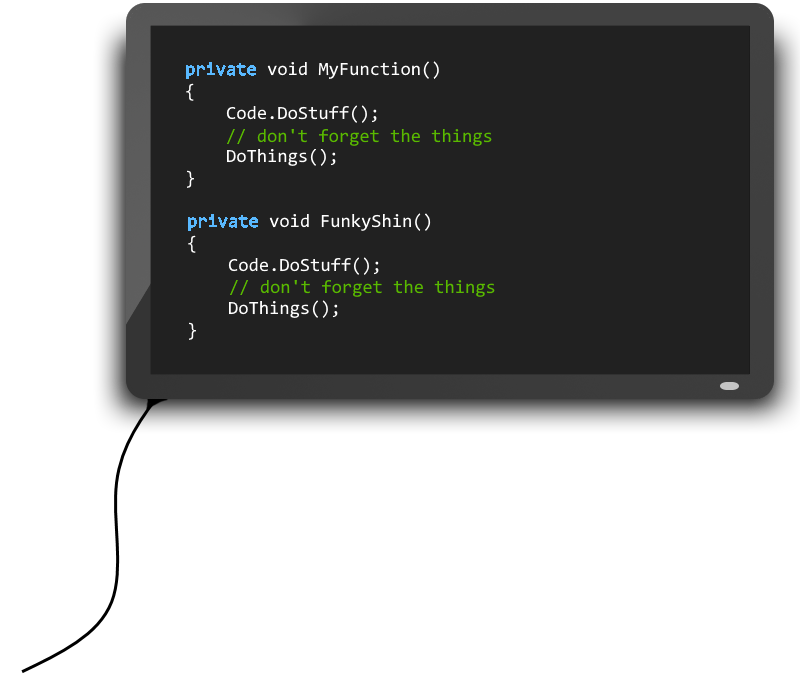 private void MyFunction()
{
    Code.DoStuff();
    // don't forget the things
    DoThings();
}

private void FunkyShin()
{
    Code.DoStuff();
    // don't forget the things
    DoThings();
}